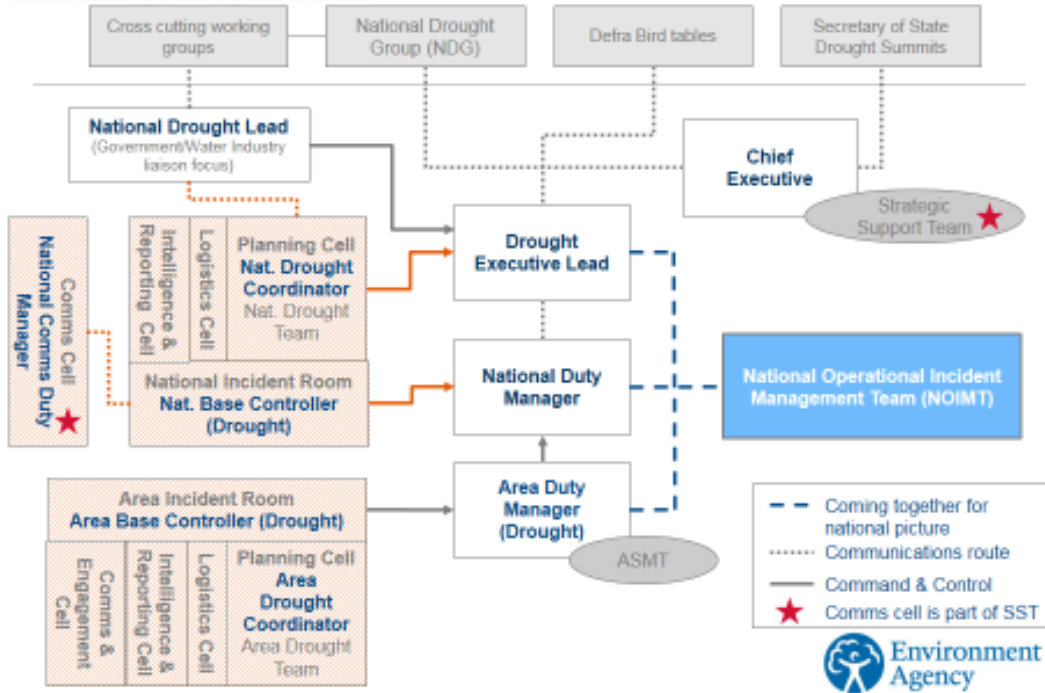 Cross cutting working
groups
National Drought
Group (NDG)
Defra Bird tables
Secretary of State
Drought Summits
National Drought Lead
(Government/Water Industry
liaison focus)
Chief
Executive
Strategic
Support Team
Comms Cell
National Comms Duty
Manager
Intelligence &
Reporting Cell
Logistics Cell
Planning Cell
Nat. Drought
Coordinator
Nat. Drought
Team
Drought
Executive Lead
National Incident Room
Nat. Base Controller
(Drought)
National Duty
Manager
National Operational Incident
Management Team (NOIMT)
Area Incident Room
Area Base Controller (Drought)
Area Duty
Manager
(Drought)
ASMT
Comms &
Engagement
Cell
Intelligence &
Reporting Cell
Logistics Cell
Planning Cell
Area
Drought
Coordinator
Area Drought
Team
Coming together for
national picture
Communications route
Command & Control
Comms cell is part of SST
Environment
Agency